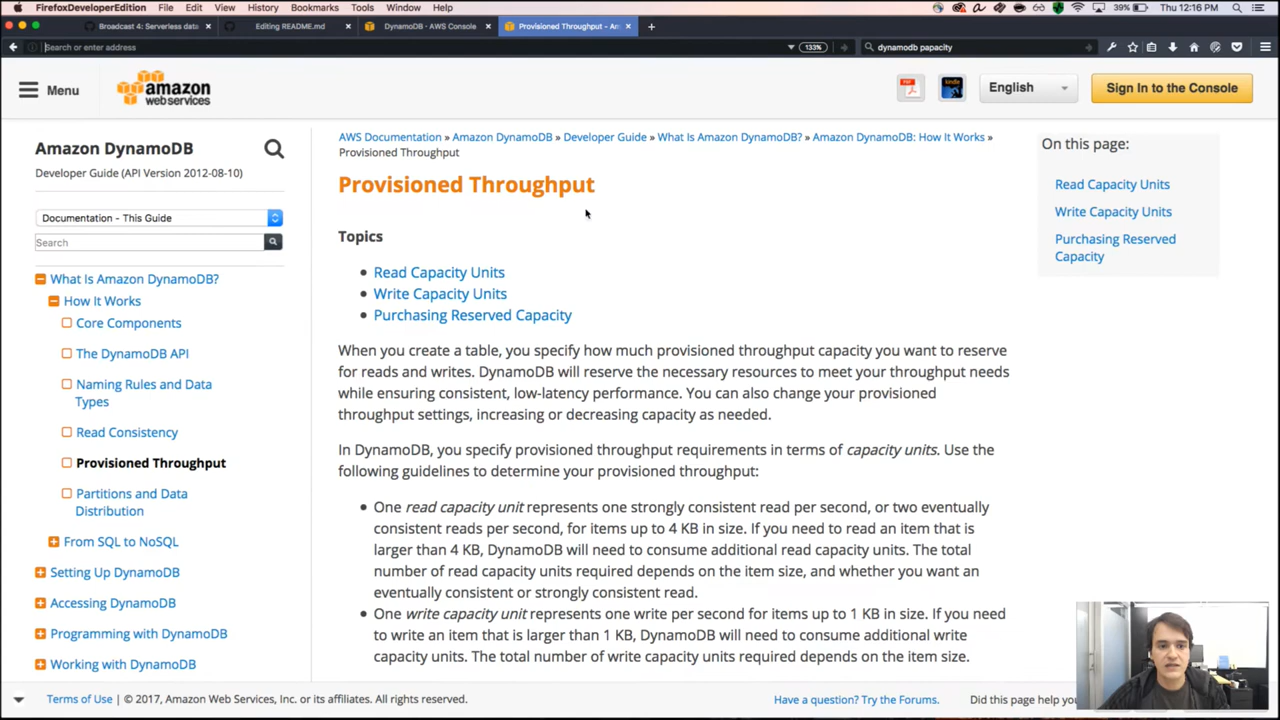 FirefoxDeveloperEdition File Edit View History Bookmarks Tools Window Help 39% Thu 12:16 PM
Broadcast 4: Serverless data × Editing README.md × DynamoDB · AWS Console × Provisioned Throughput – Am × +
Search or enter address 133% dynamodb papacity
Menu
amazon
web services
English
Sign In to the Console
Amazon DynamoDB
Developer Guide (API Version 2012-08-10)
Documentation - This Guide
Search
What Is Amazon DynamoDB?
How It Works
Core Components
The DynamoDB API
Naming Rules and Data
Types
Read Consistency
Provisioned Throughput
Partitions and Data
Distribution
From SQL to NoSQL
Setting Up DynamoDB
Accessing DynamoDB
Programming with DynamoDB
Working with DynamoDB
AWS Documentation » Amazon DynamoDB » Developer Guide » What Is Amazon DynamoDB? » Amazon DynamoDB: How It Works »
Provisioned Throughput
Provisioned Throughput
Topics
• Read Capacity Units
• Write Capacity Units
• Purchasing Reserved Capacity
When you create a table, you specify how much provisioned throughput capacity you want to reserve
for reads and writes. DynamoDB will reserve the necessary resources to meet your throughput needs
while ensuring consistent, low-latency performance. You can also change your provisioned
throughput settings, increasing or decreasing capacity as needed.
In DynamoDB, you specify provisioned throughput requirements in terms of capacity units. Use the
following guidelines to determine your provisioned throughput:
• One read capacity unit represents one strongly consistent read per second, or two eventually
consistent reads per second, for items up to 4 KB in size. If you need to read an item that is
larger than 4 KB, DynamoDB will need to consume additional read capacity units. The total
number of read capacity units required depends on the item size, and whether you want an
eventually consistent or strongly consistent read.
• One write capacity unit represents one write per second for items up to 1 KB in size. If you need
to write an item that is larger than 1 KB, DynamoDB will need to consume additional write
capacity units. The total number of write capacity units required depends on the item size.
On this page:
Read Capacity Units
Write Capacity Units
Purchasing Reserved
Capacity
Terms of Use | © 2017, Amazon Web Services, Inc. or its affiliates. All rights reserved.
Have a question? Try the Forums.
Did this page help you